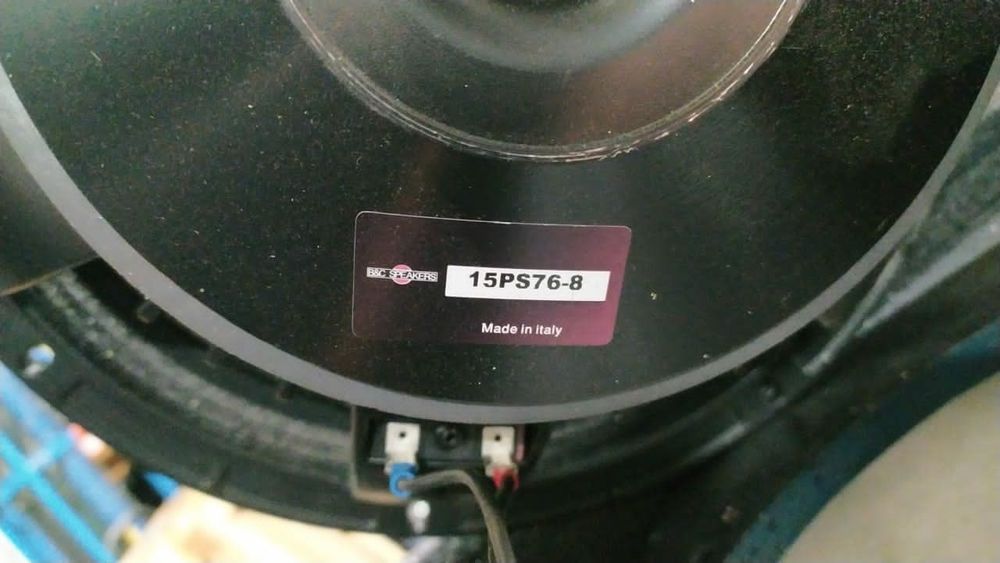 B&C SPEAKERS
15PS76-8
Made in italy